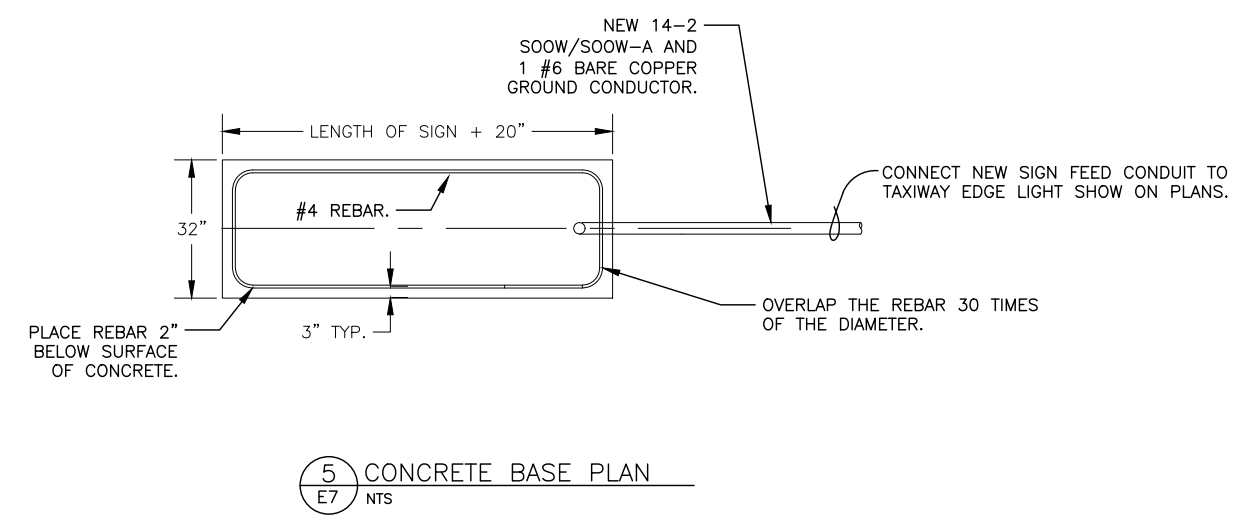 NEW 14-2
SOOW/SOOW-A AND
1 #6 BARE COPPER
GROUND CONDUCTOR.
LENGTH OF SIGN + 20"
CONNECT NEW SIGN FEED CONDUIT TO
TAXIWAY EDGE LIGHT SHOW ON PLANS.
#4 REBAR.
32"
OVERLAP THE REBAR 30 TIMES
OF THE DIAMETER.
PLACE REBAR 2"
BELOW SURFACE
OF CONCRETE.
3" TYP.
5 CONCRETE BASE PLAN
E7 NTS